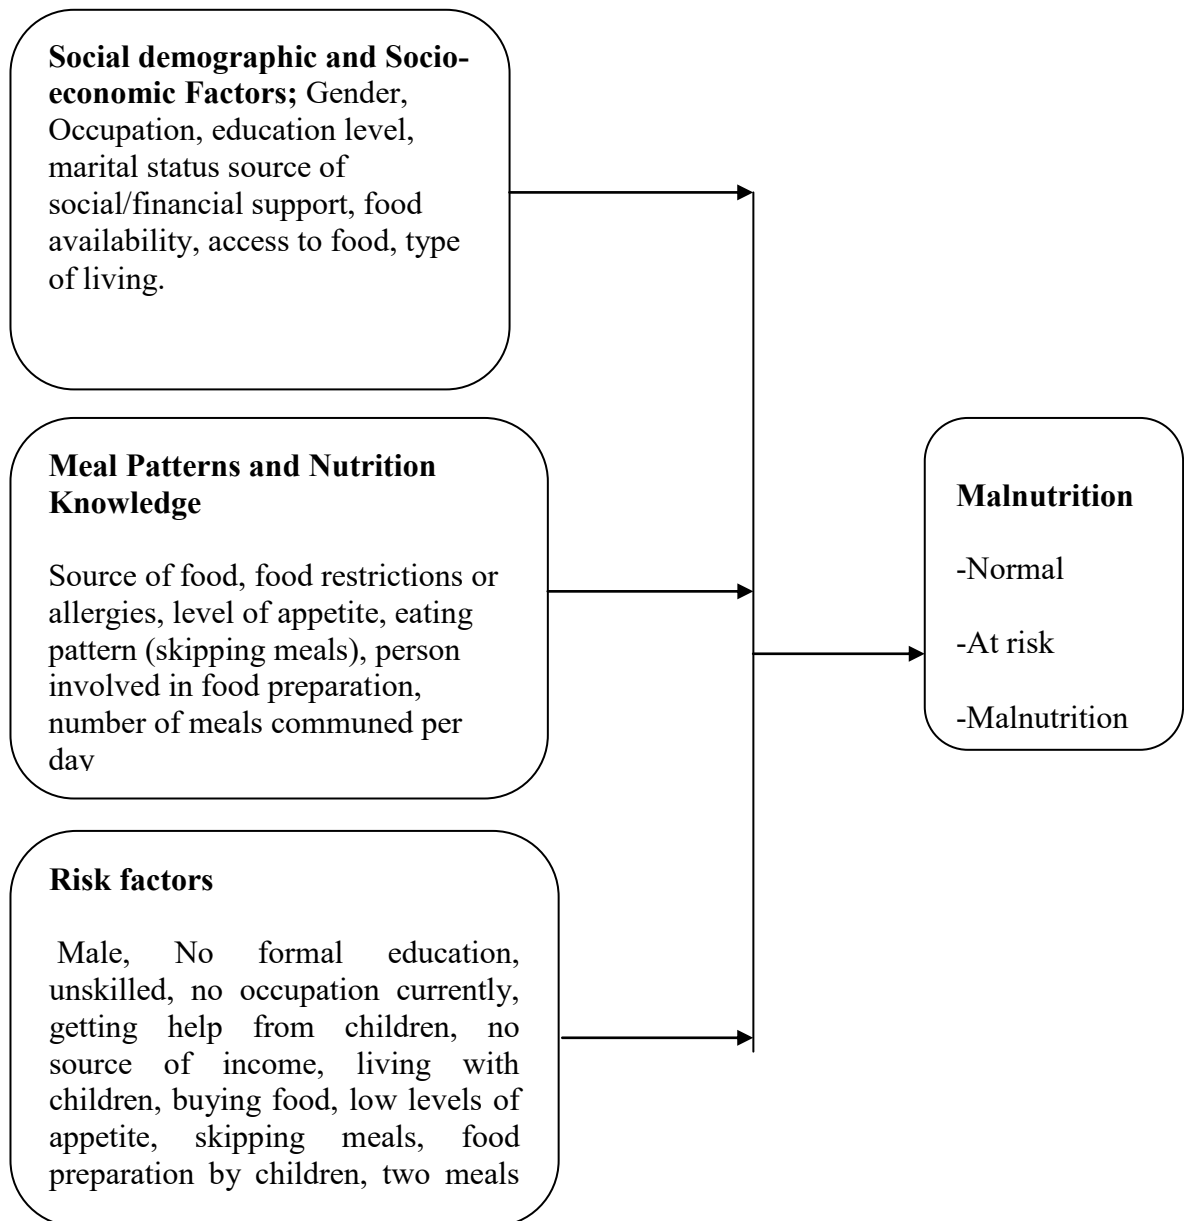 Social demographic and Socio-
economic Factors; Gender,
Occupation, education level,
marital status source of
social/financial support, food
availability, access to food, type
of living.
Meal Patterns and Nutrition
Knowledge
Source of food, food restrictions or
allergies, level of appetite, eating
pattern (skipping meals), person
involved in food preparation,
number of meals communed per
day
Risk factors
Male, No formal education,
unskilled, no occupation currently,
getting help from children, no
source of income, living with
children, buying food, low levels of
appetite, skipping meals, food
preparation by children, two meals
Malnutrition
-Normal
-At risk
-Malnutrition